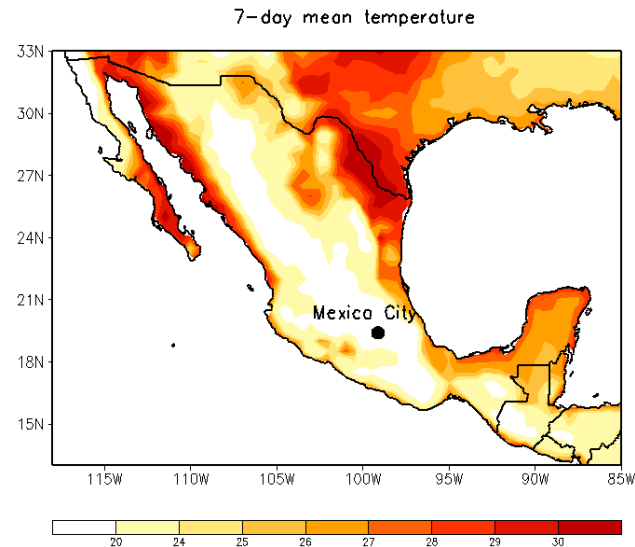 7-day mean temperature
33N
30N
27N
24N
21N
Mexico City
18N
15N
115W 110W 105W 100W 95W 90W 85W
20 24 25 26 27 28 29 30